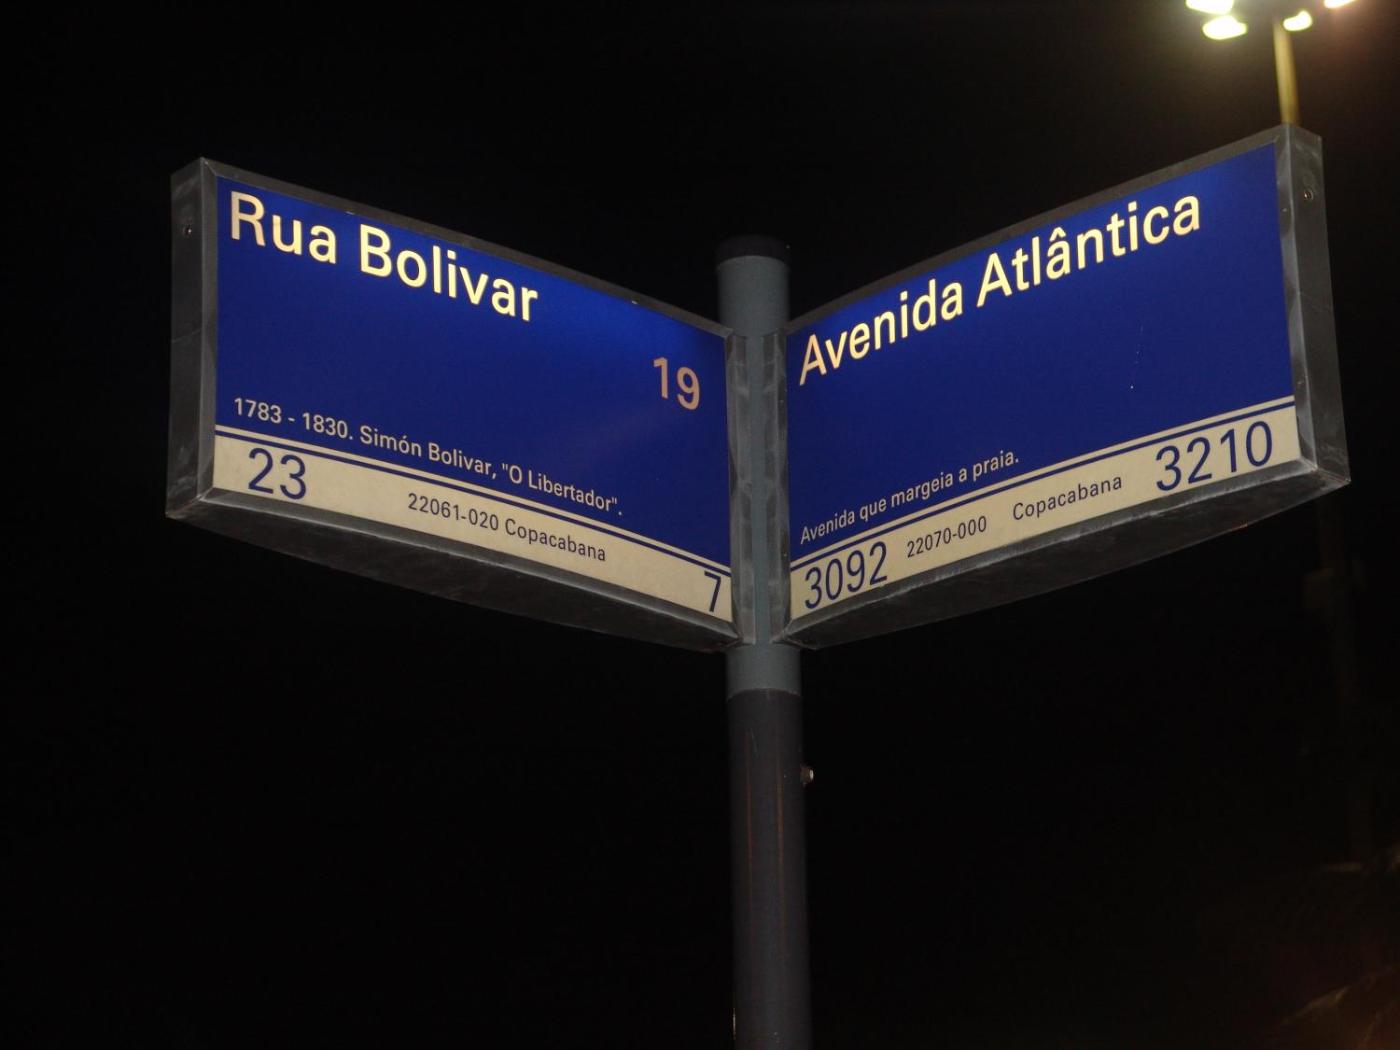 Rua Bolivar
19
1783 - 1830. Simón Bolivar, "O Libertador".
23 22061-020 Copacabana 7
Avenida Atlântica
Avenida que margeia a praia.
3092 22070-000 Copacabana 3210